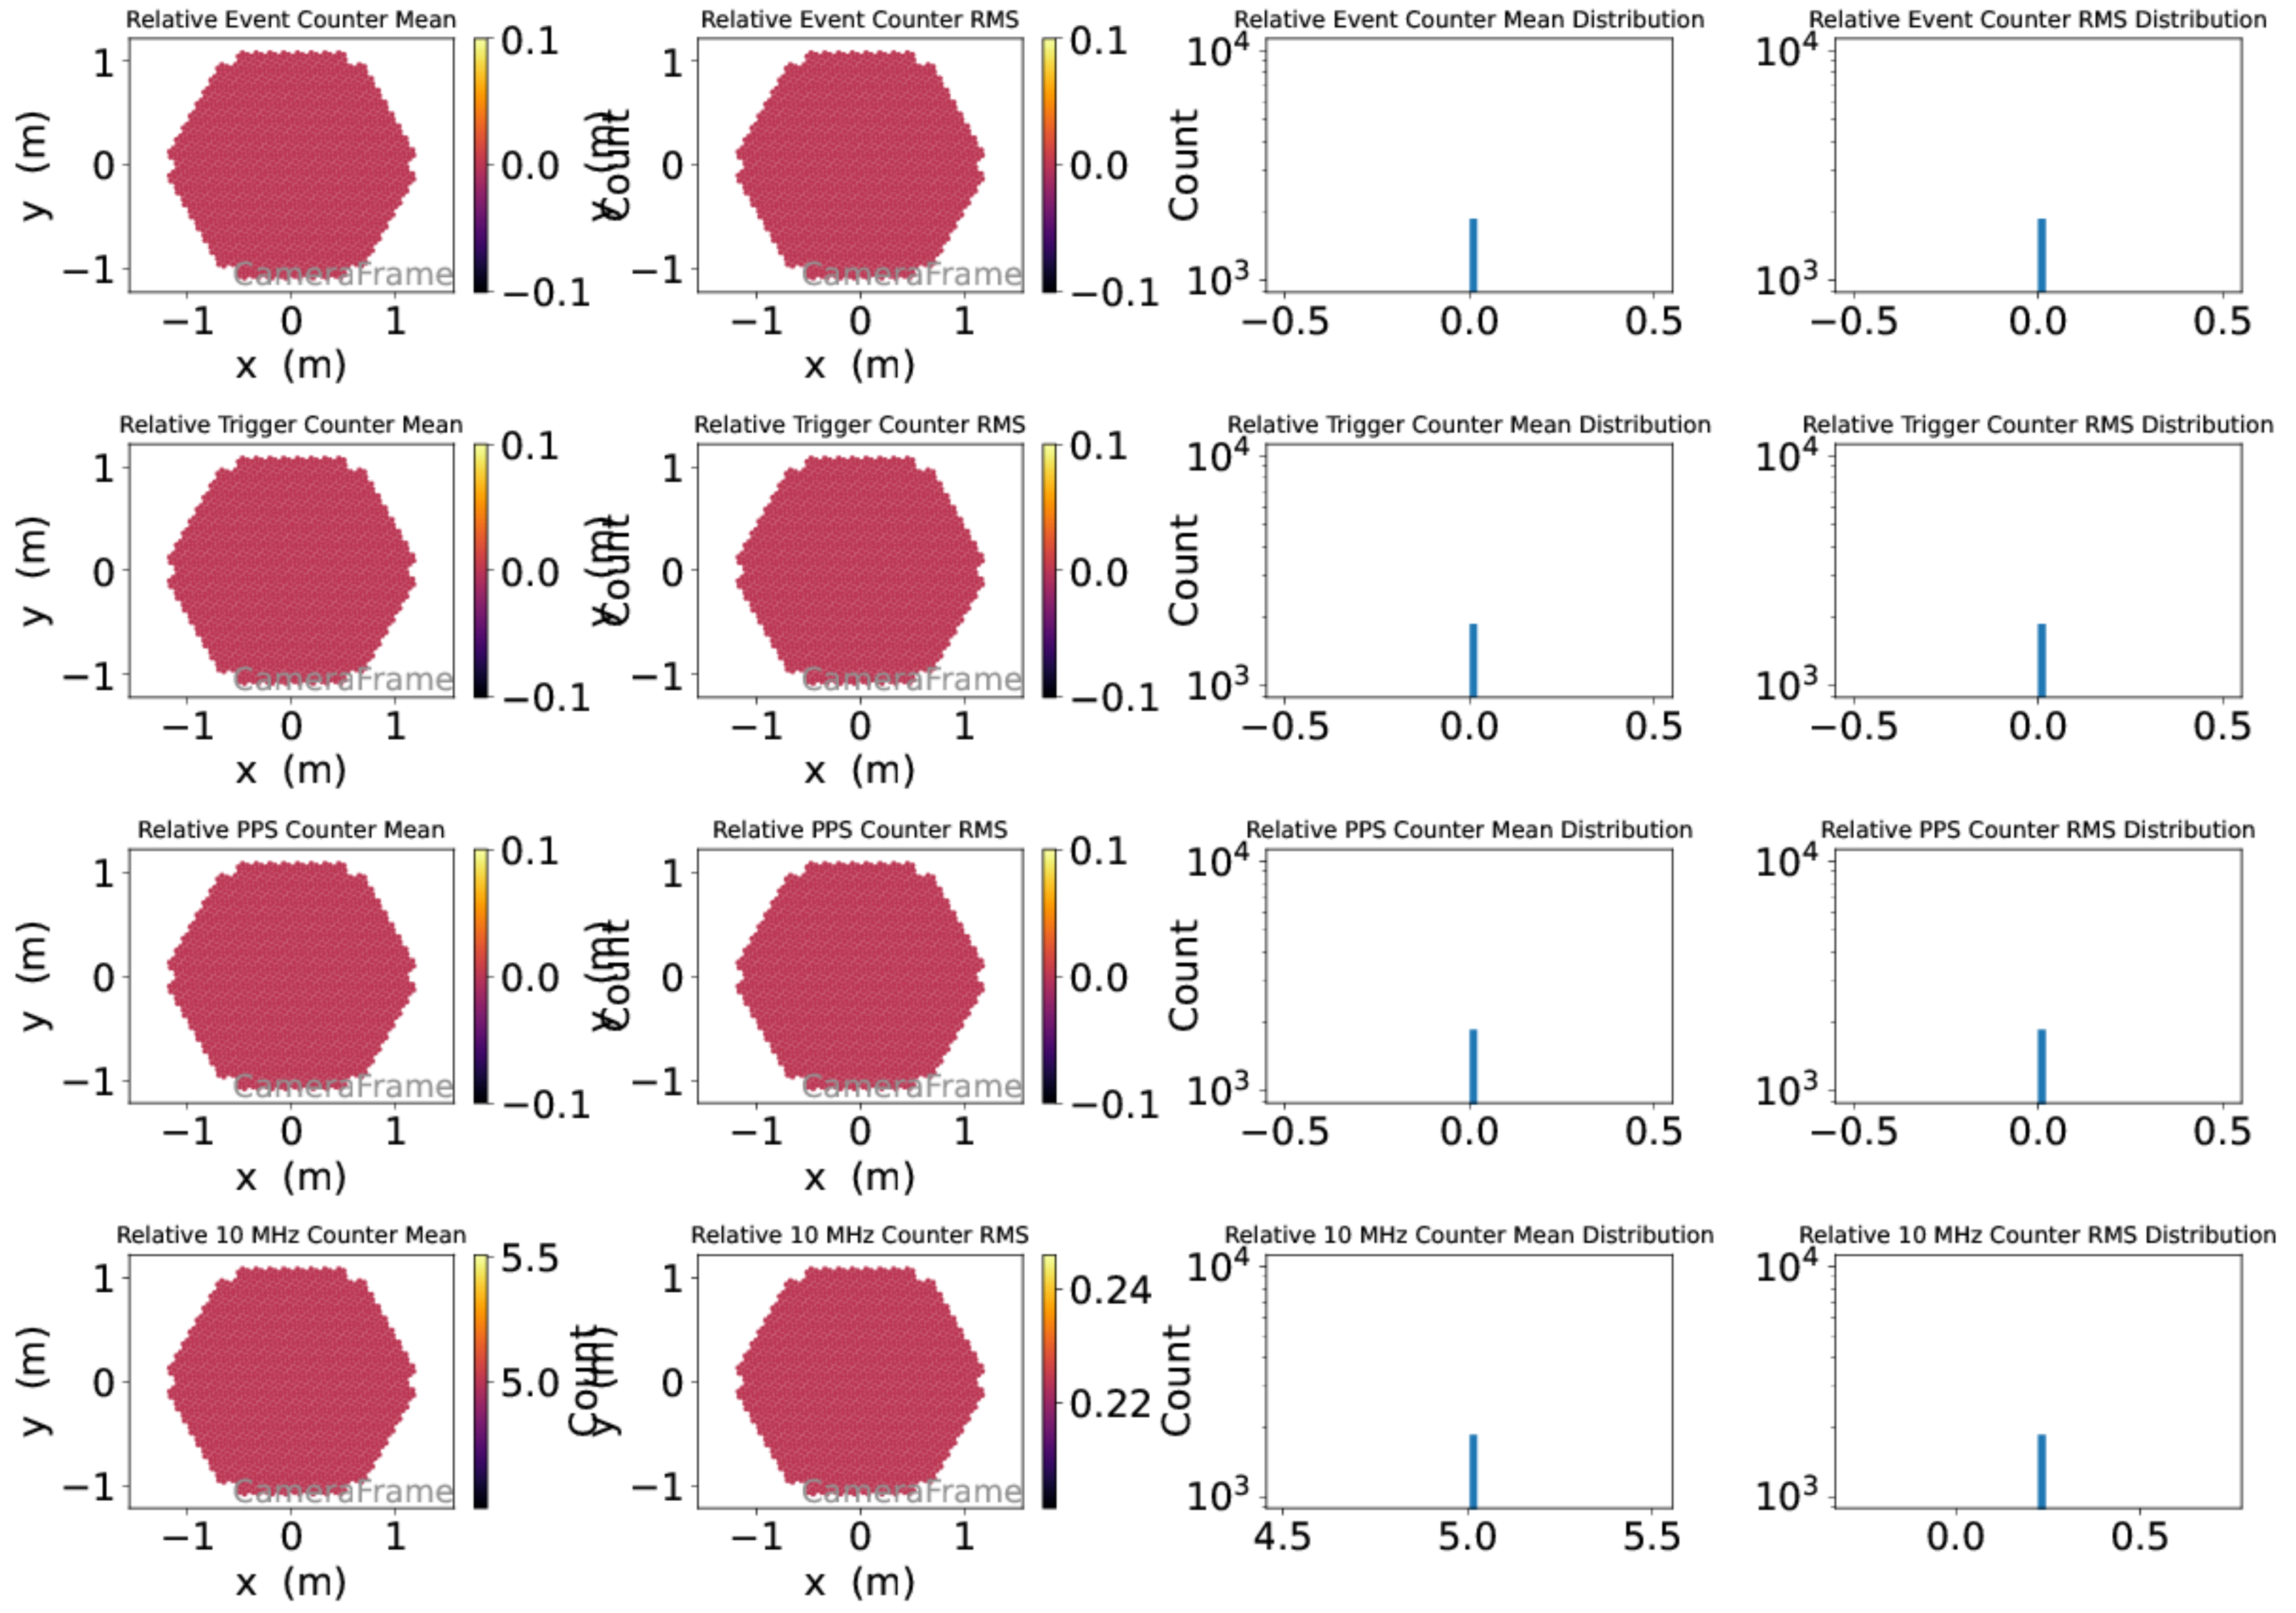 Relative Event Counter Mean
Relative Event Counter RMS
Relative Event Counter Mean Distribution
Relative Event Counter RMS Distribution
1
0
−1
y (m)
−1 0 1
x (m)
CameraFrame
0.1
0.0
−0.1
Count
1
0
−1
y (m)
−1 0 1
x (m)
CameraFrame
0.1
0.0
−0.1
Count
10⁴
10³
−0.5 0.0 0.5
10⁴
10³
−0.5 0.0 0.5
Relative Trigger Counter Mean
Relative Trigger Counter RMS
Relative Trigger Counter Mean Distribution
Relative Trigger Counter RMS Distribution
1
0
−1
y (m)
−1 0 1
x (m)
CameraFrame
0.1
0.0
−0.1
Count
1
0
−1
y (m)
−1 0 1
x (m)
CameraFrame
0.1
0.0
−0.1
Count
10⁴
10³
−0.5 0.0 0.5
10⁴
10³
−0.5 0.0 0.5
Relative PPS Counter Mean
Relative PPS Counter RMS
Relative PPS Counter Mean Distribution
Relative PPS Counter RMS Distribution
1
0
−1
y (m)
−1 0 1
x (m)
CameraFrame
0.1
0.0
−0.1
Count
1
0
−1
y (m)
−1 0 1
x (m)
CameraFrame
0.1
0.0
−0.1
Count
10⁴
10³
−0.5 0.0 0.5
10⁴
10³
−0.5 0.0 0.5
Relative 10 MHz Counter Mean
Relative 10 MHz Counter RMS
Relative 10 MHz Counter Mean Distribution
Relative 10 MHz Counter RMS Distribution
1
0
−1
y (m)
−1 0 1
x (m)
CameraFrame
5.5
5.0
Count
1
0
−1
y (m)
−1 0 1
x (m)
CameraFrame
0.24
0.22
Count
10⁴
10³
4.5 5.0 5.5
10⁴
10³
0.0 0.5